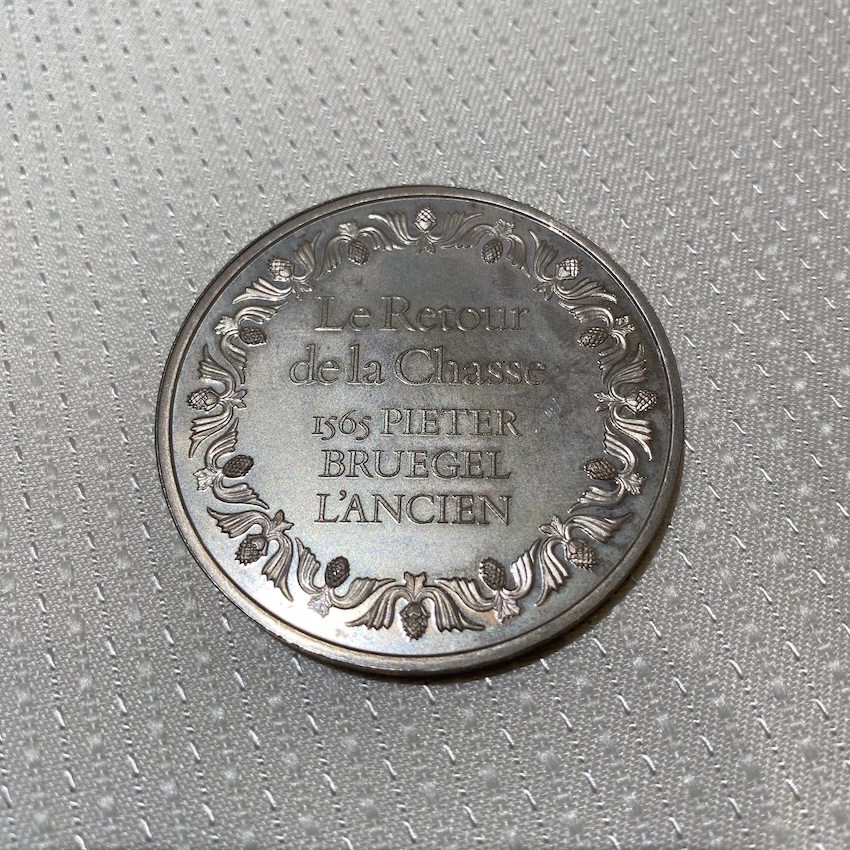 Le Retour
de la Chasse
1565 PIETER
BRUEGEL
L'ANCIEN